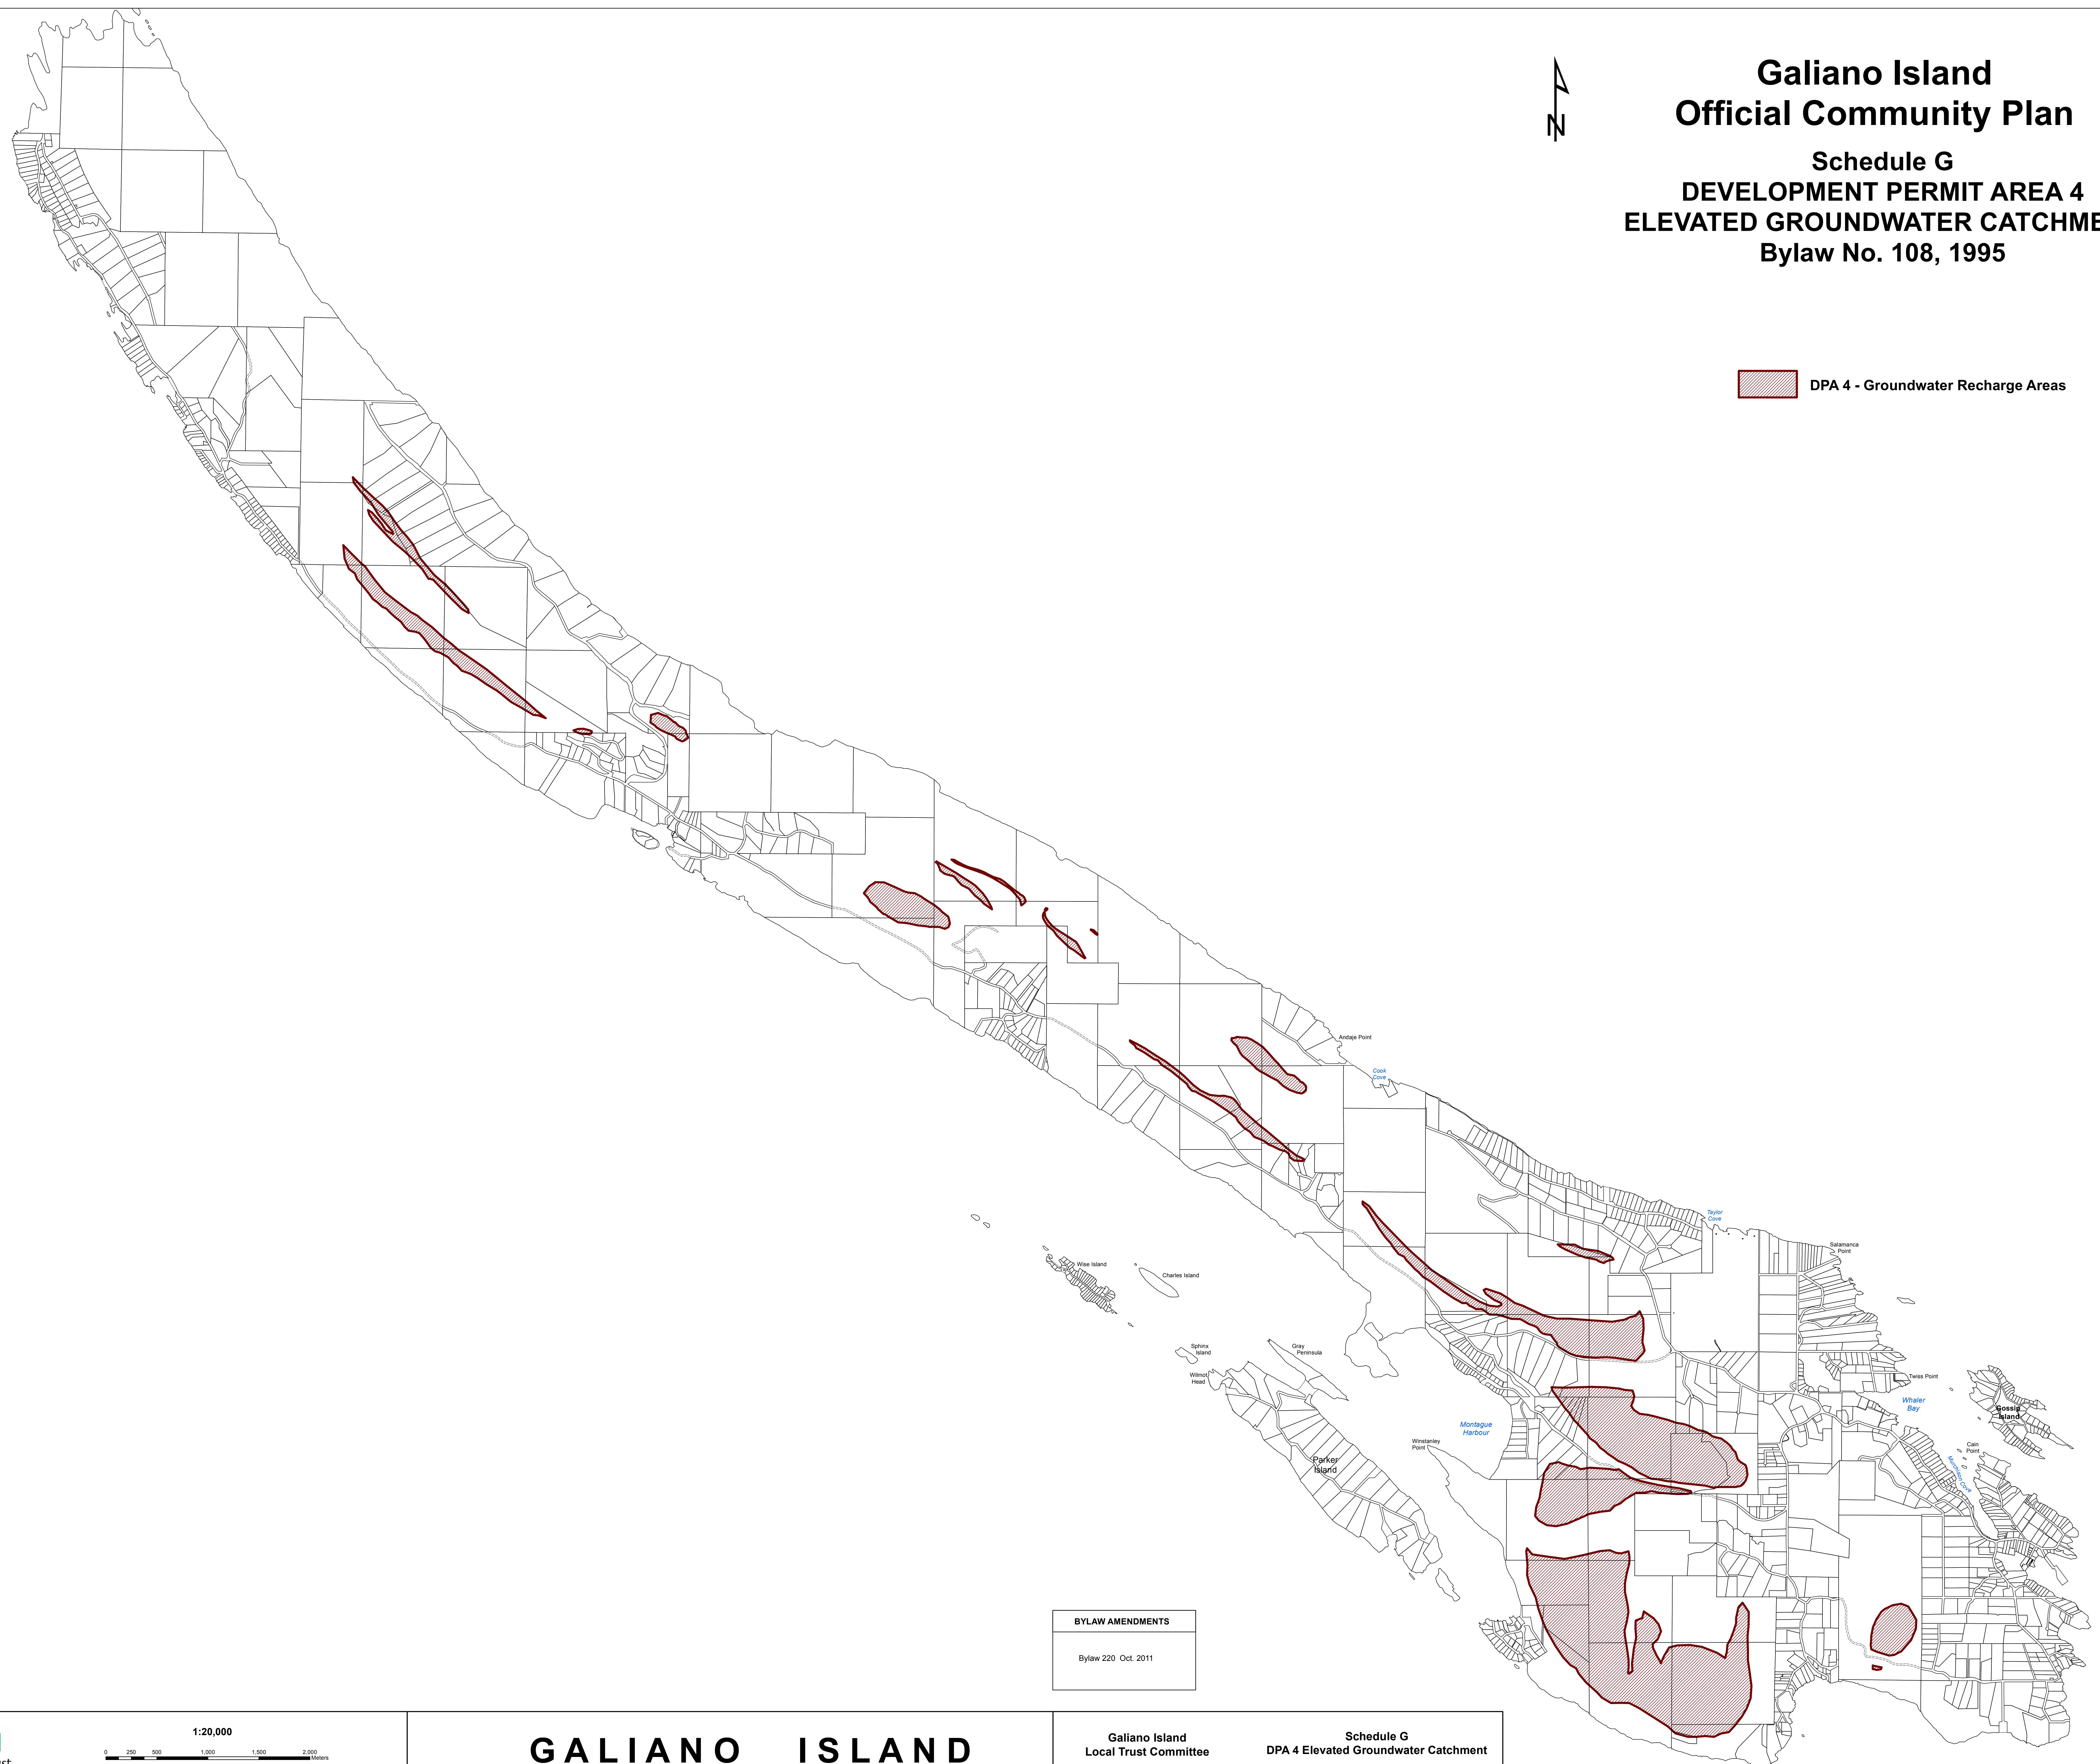 Galiano Island
Official Community Plan
Schedule G
DEVELOPMENT PERMIT AREA 4
ELEVATED GROUNDWATER CATCHME
Bylaw No. 108, 1995
N
DPA 4 - Groundwater Recharge Areas
Andaje Point
Cook
Cove
Taylor
Cove
Salamanca
Point
Wise Island
Charles Island
Sphinx
Island
Gray
Peninsula
Wilmot
Head
Twiss Point
Whaler
Bay
Gossip
Island
Montague
Harbour
Winstanley
Point
Cain
Point
Parker
Island
Murchison Cove
BYLAW AMENDMENTS
Bylaw 220 Oct. 2011
1:20,000
0 250 500 1,000 1,500 2,000
Meters
GALIANO ISLAND
Galiano Island
Local Trust Committee
Schedule G
DPA 4 Elevated Groundwater Catchment